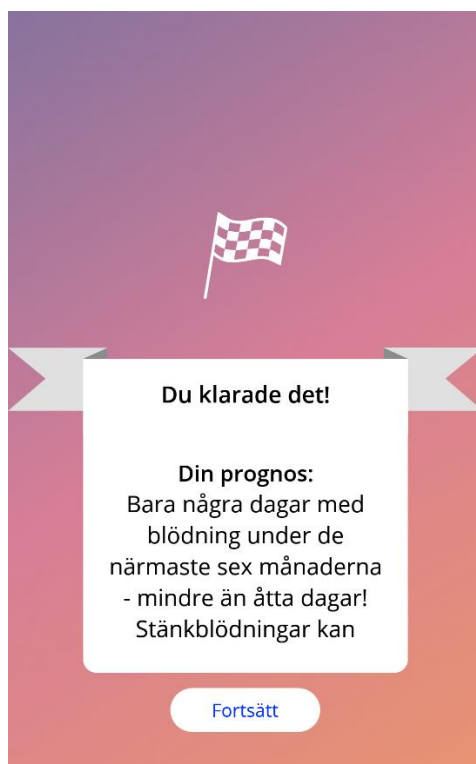 Du klarade det!
Din prognos:
Bara några dagar med
blödning under de
närmaste sex månaderna
- mindre än åtta dagar!
Stänkblödningar kan
Fortsätt